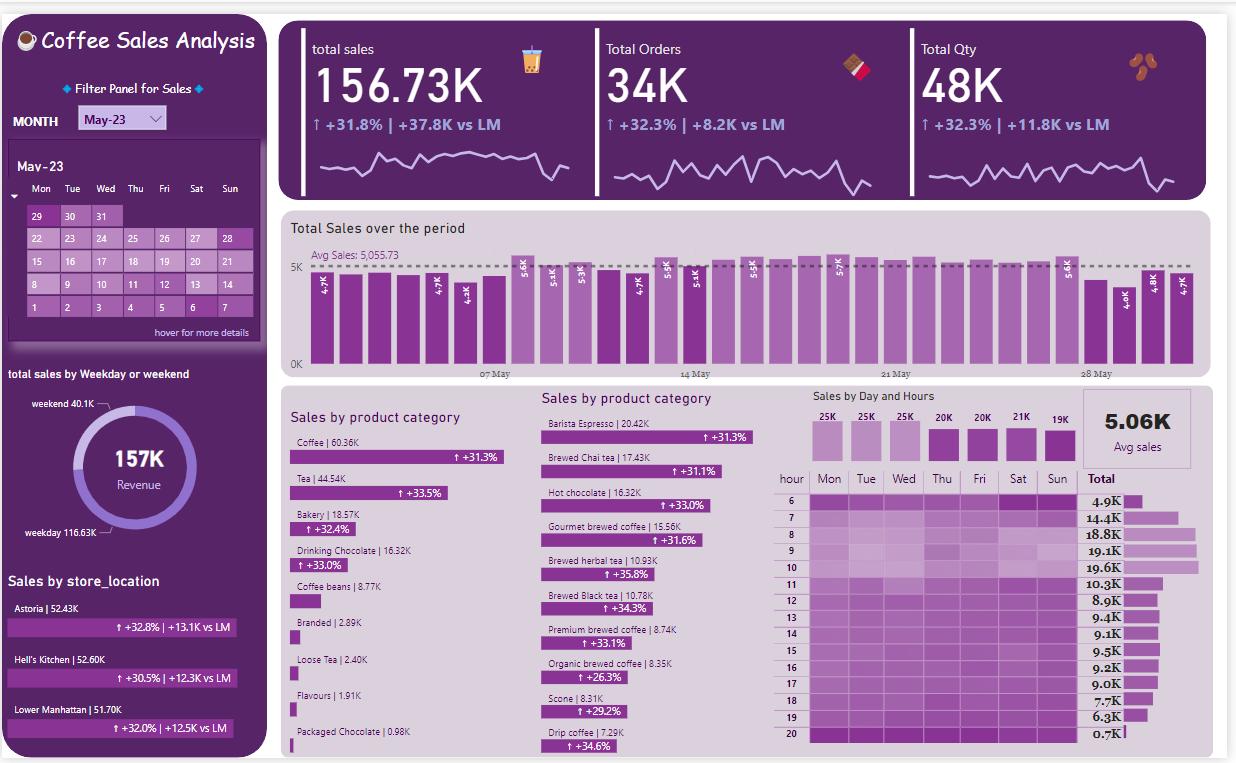 Coffee Sales Analysis
Filter Panel for Sales
MONTH
May-23
May-23
Mon Tue Wed Thu Fri Sat Sun
29 30 31
22 23 24 25 26 27 28
15 16 17 18 19 20 21
8 9 10 11 12 13 14
1 2 3 4 5 6 7
hover for more details
total sales by Weekday or weekend
weekend 40.1K
157K
Revenue
weekday 116.63K
Sales by store_location
Astoria | 52.43K
↑ +32.8% | +13.1K vs LM
Hell's Kitchen | 52.60K
↑ +30.5% | +12.3K vs LM
Lower Manhattan | 51.70K
↑ +32.0% | +12.5K vs LM
total sales
156.73K
↑ +31.8% | +37.8K vs LM
Total Orders
34K
↑ +32.3% | +8.2K vs LM
Total Qty
48K
↑ +32.3% | +11.8K vs LM
Total Sales over the period
Avg Sales: 5,055.73
5K
0K
4.7K 4.7K 4.2K 5.6K 5.1K 5.3K 4.7K 5.5K 5.1K 5.5K 5.7K 5.6K 4.0K 4.8K 4.7K
07 May 14 May 21 May 28 May
Sales by product category
Coffee | 60.36K
↑ +31.3%
Tea | 44.54K
↑ +33.5%
Bakery | 18.57K
↑ +32.4%
Drinking Chocolate | 16.32K
↑ +33.0%
Coffee beans | 8.77K
Branded | 2.89K
Loose Tea | 2.40K
Flavours | 1.91K
Packaged Chocolate | 0.98K
Sales by product category
Barista Espresso | 20.42K
↑ +31.3%
Brewed Chai tea | 17.43K
↑ +31.1%
Hot chocolate | 16.32K
↑ +33.0%
Gourmet brewed coffee | 15.56K
↑ +31.6%
Brewed herbal tea | 10.93K
↑ +35.8%
Brewed Black tea | 10.78K
↑ +34.3%
Premium brewed coffee | 8.74K
↑ +33.1%
Organic brewed coffee | 8.35K
↑ +26.3%
Scone | 8.31K
↑ +29.2%
Drip coffee | 7.29K
↑ +34.6%
Sales by Day and Hours
25K 25K 25K 20K 20K 21K 19K
5.06K
Avg sales
hour Mon Tue Wed Thu Fri Sat Sun Total
6 4.9K
7 14.4K
8 18.8K
9 19.1K
10 19.6K
11 10.3K
12 8.9K
13 9.4K
14 9.1K
15 9.5K
16 9.2K
17 9.0K
18 7.7K
19 6.3K
20 0.7K